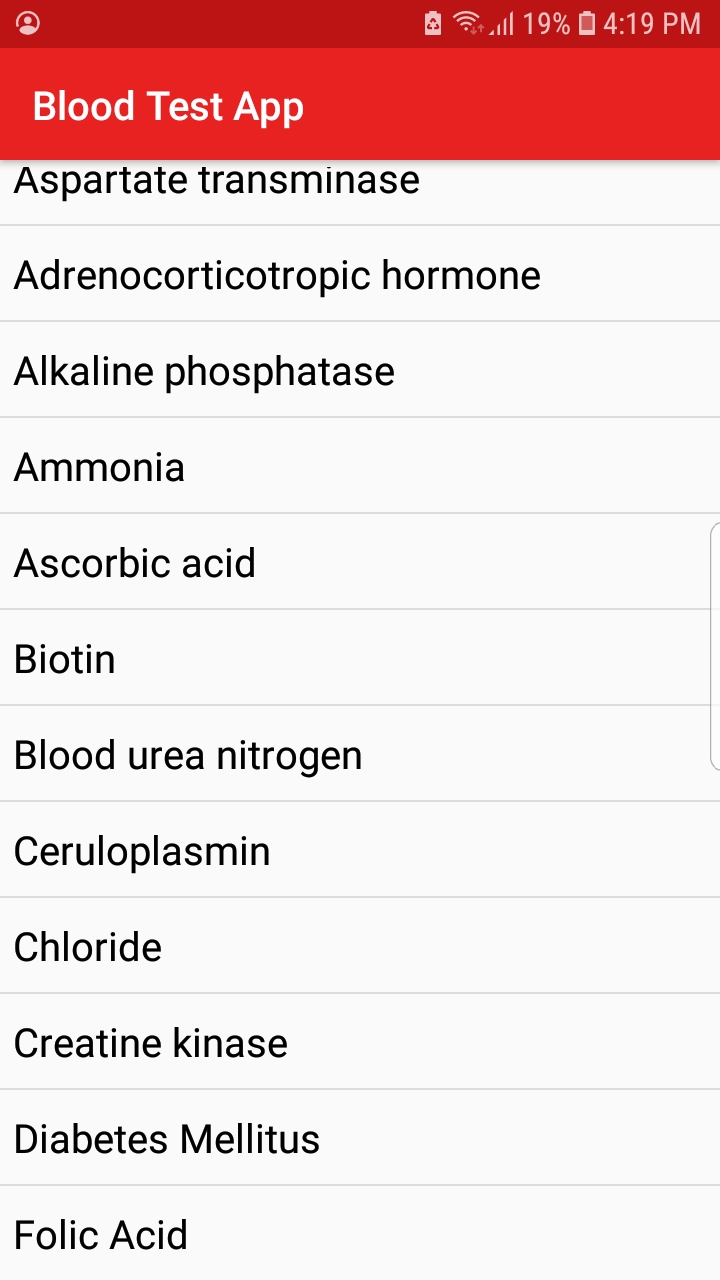 19% 4:19 PM
Blood Test App
Aspartate transminase
Adrenocorticotropic hormone
Alkaline phosphatase
Ammonia
Ascorbic acid
Biotin
Blood urea nitrogen
Ceruloplasmin
Chloride
Creatine kinase
Diabetes Mellitus
Folic Acid